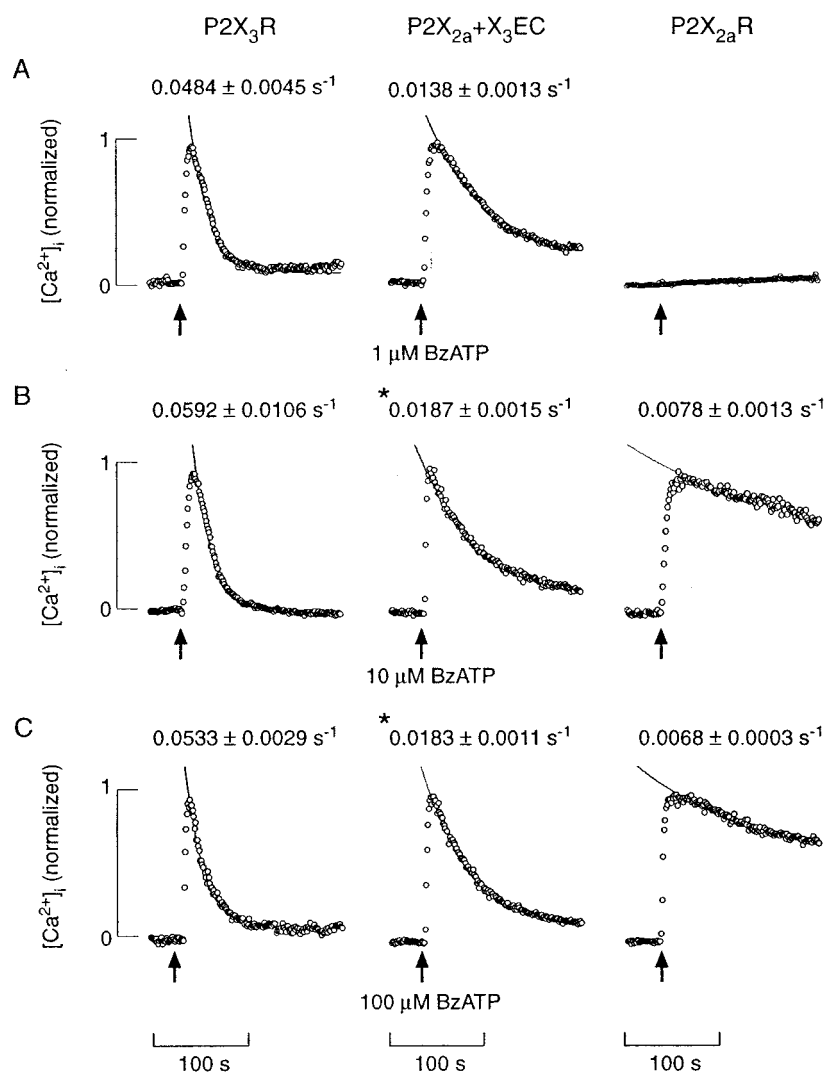 P2X3R P2X2a+X3EC P2X2aR
A
0.0484 ± 0.0045 s-1 0.0138 ± 0.0013 s-1
[Ca2+]i (normalized)
1
0
1 µM BzATP
B
0.0592 ± 0.0106 s-1 * 0.0187 ± 0.0015 s-1 0.0078 ± 0.0013 s-1
[Ca2+]i (normalized)
1
0
10 µM BzATP
C
0.0533 ± 0.0029 s-1 * 0.0183 ± 0.0011 s-1 0.0068 ± 0.0003 s-1
[Ca2+]i (normalized)
1
0
100 µM BzATP
100 s 100 s 100 s